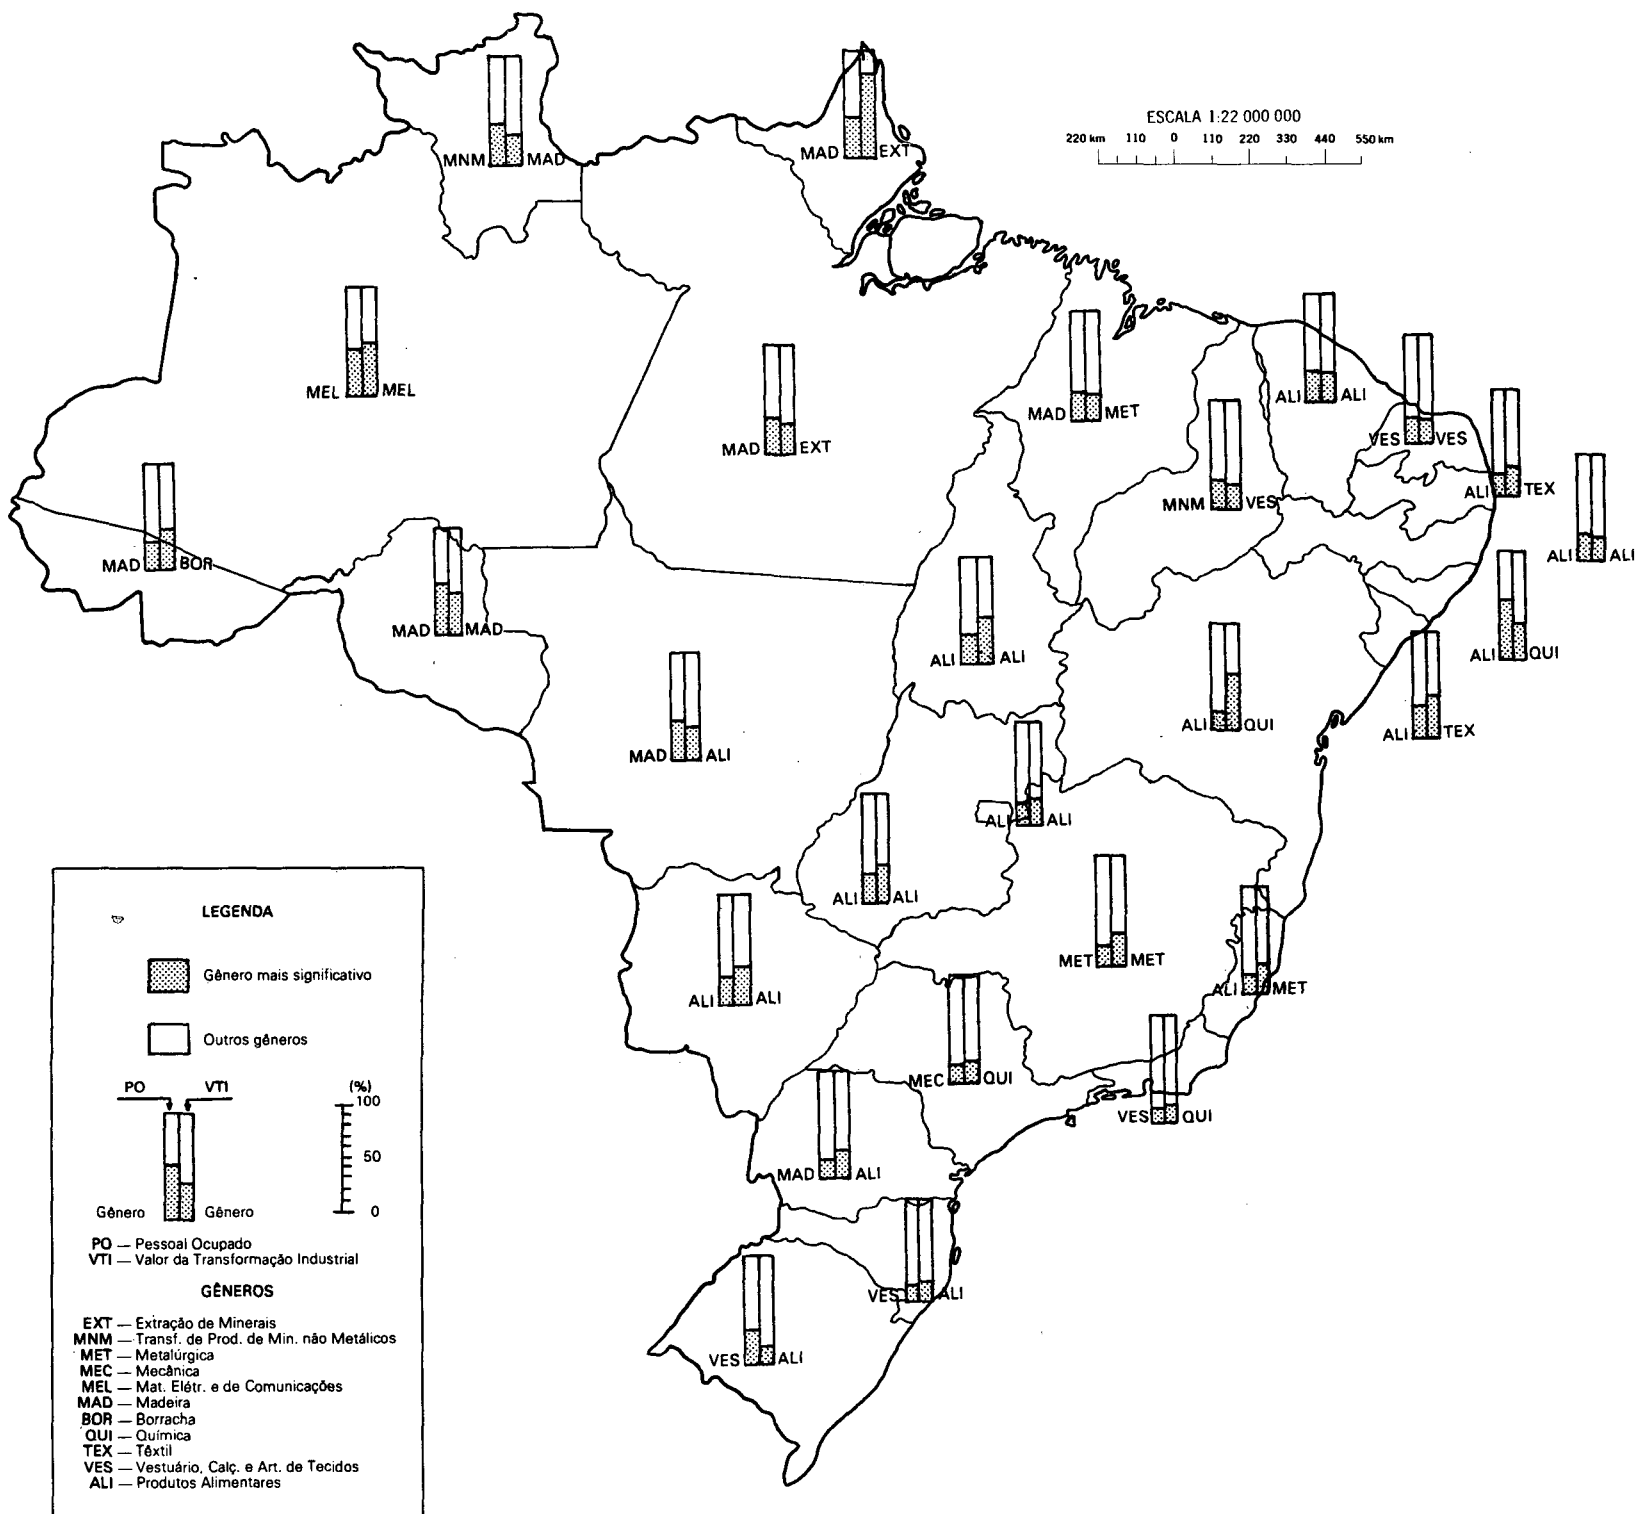 ESCALA 1:22 000 000
220 km 110 0 110 220 330 440 550 km
MNM MAD
MAD EXT
MEL MEL
MAD EXT
MAD MET
ALI ALI
VES VES
ALI TEX
MNM VES
ALI ALI
MAD BOR
MAD MAD
ALI ALI
ALI QUI
MAD ALI
ALI QUI
ALI TEX
ALI ALI
ALI ALI
MET MET
ALI MET
ALI ALI
MEC QUI
VES QUI
MAD ALI
VES ALI
VES ALI
LEGENDA
Gênero mais significativo
Outros gêneros
PO VTI (%)
100
50
Gênero Gênero 0
PO — Pessoal Ocupado
VTI — Valor da Transformação Industrial
GÊNEROS
EXT — Extração de Minerais
MNM — Transf. de Prod. de Min. não Metálicos
MET — Metalúrgica
MEC — Mecânica
MEL — Mat. Elétr. e de Comunicações
MAD — Madeira
BOR — Borracha
QUI — Química
TEX — Têxtil
VES — Vestuário, Calç. e Art. de Tecidos
ALI — Produtos Alimentares